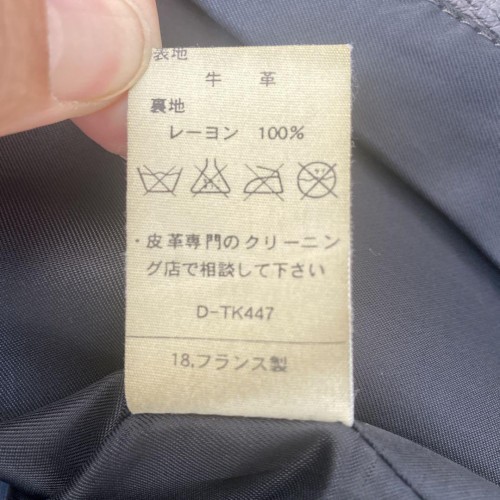 表地
牛 革
裏地
レーヨン 100%
・皮革専門のクリーニン
グ店で相談して下さい
D-TK447
18,フランス製